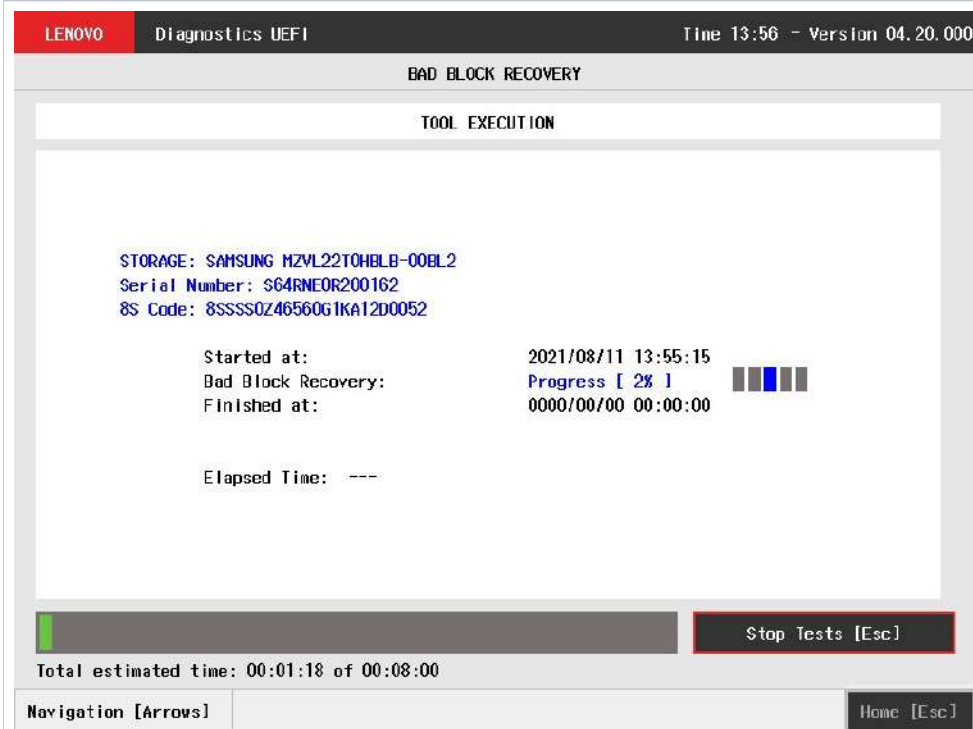 LENOVO Diagnostics UEFI Time 13:56 - Version 04.20.000
BAD BLOCK RECOVERY
TOOL EXECUTION
STORAGE: SAMSUNG MZVL22T0HBLB-00BL2
Serial Number: S64RNE0R200162
8S Code: 8SSSS0Z46560G1KA12D0052
Started at: 2021/08/11 13:55:15
Bad Block Recovery: Progress [ 2% ]
Finished at: 0000/00/00 00:00:00
Elapsed Time: ---
Stop Tests [Esc]
Total estimated time: 00:01:18 of 00:08:00
Navigation [Arrows] Home [Esc]